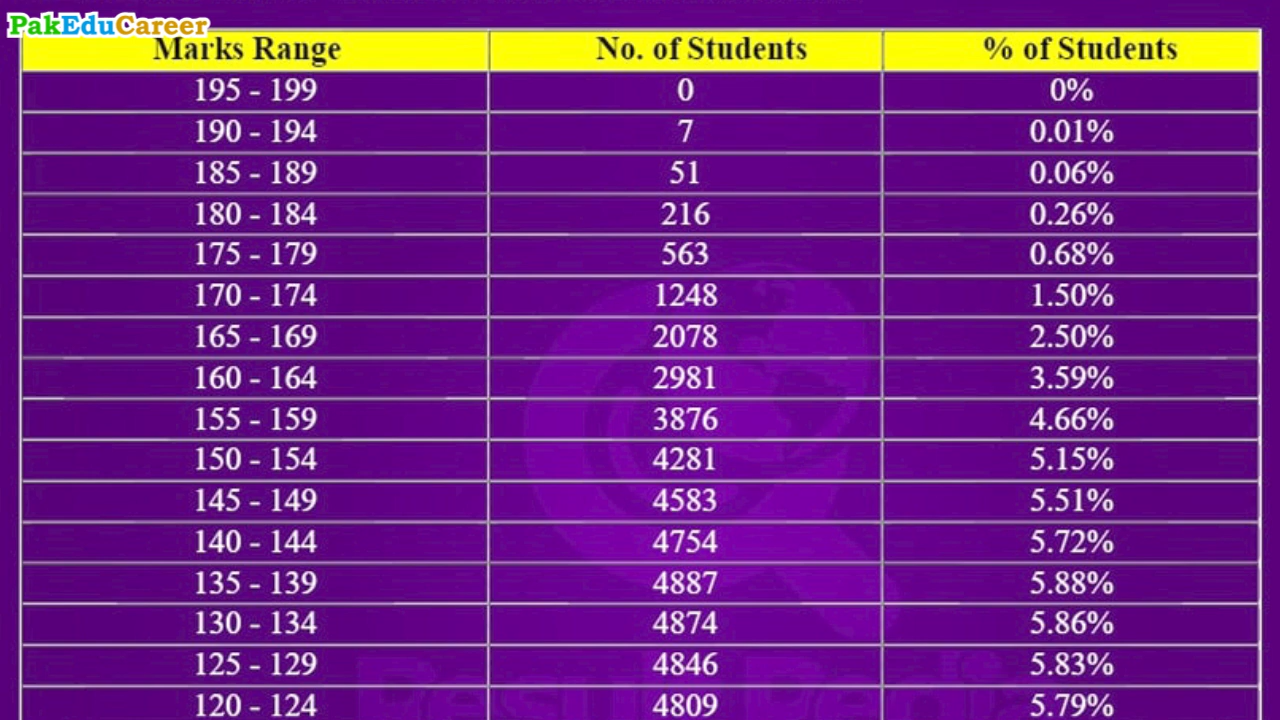 PakEduCareer
Marks Range No. of Students % of Students
195 - 199 0 0%
190 - 194 7 0.01%
185 - 189 51 0.06%
180 - 184 216 0.26%
175 - 179 563 0.68%
170 - 174 1248 1.50%
165 - 169 2078 2.50%
160 - 164 2981 3.59%
155 - 159 3876 4.66%
150 - 154 4281 5.15%
145 - 149 4583 5.51%
140 - 144 4754 5.72%
135 - 139 4887 5.88%
130 - 134 4874 5.86%
125 - 129 4846 5.83%
120 - 124 4809 5.79%